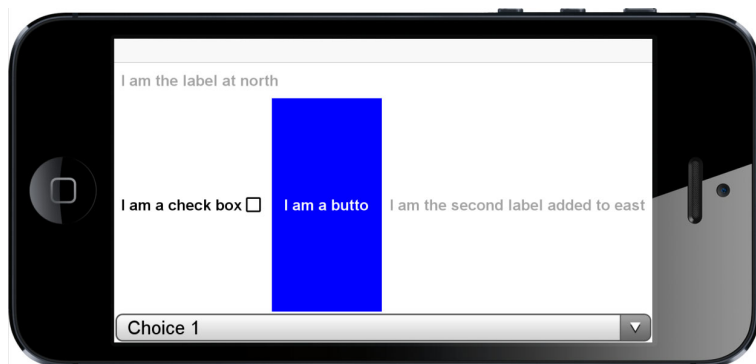 I am the label at north
I am a check box
I am a butto
I am the second label added to east
Choice 1